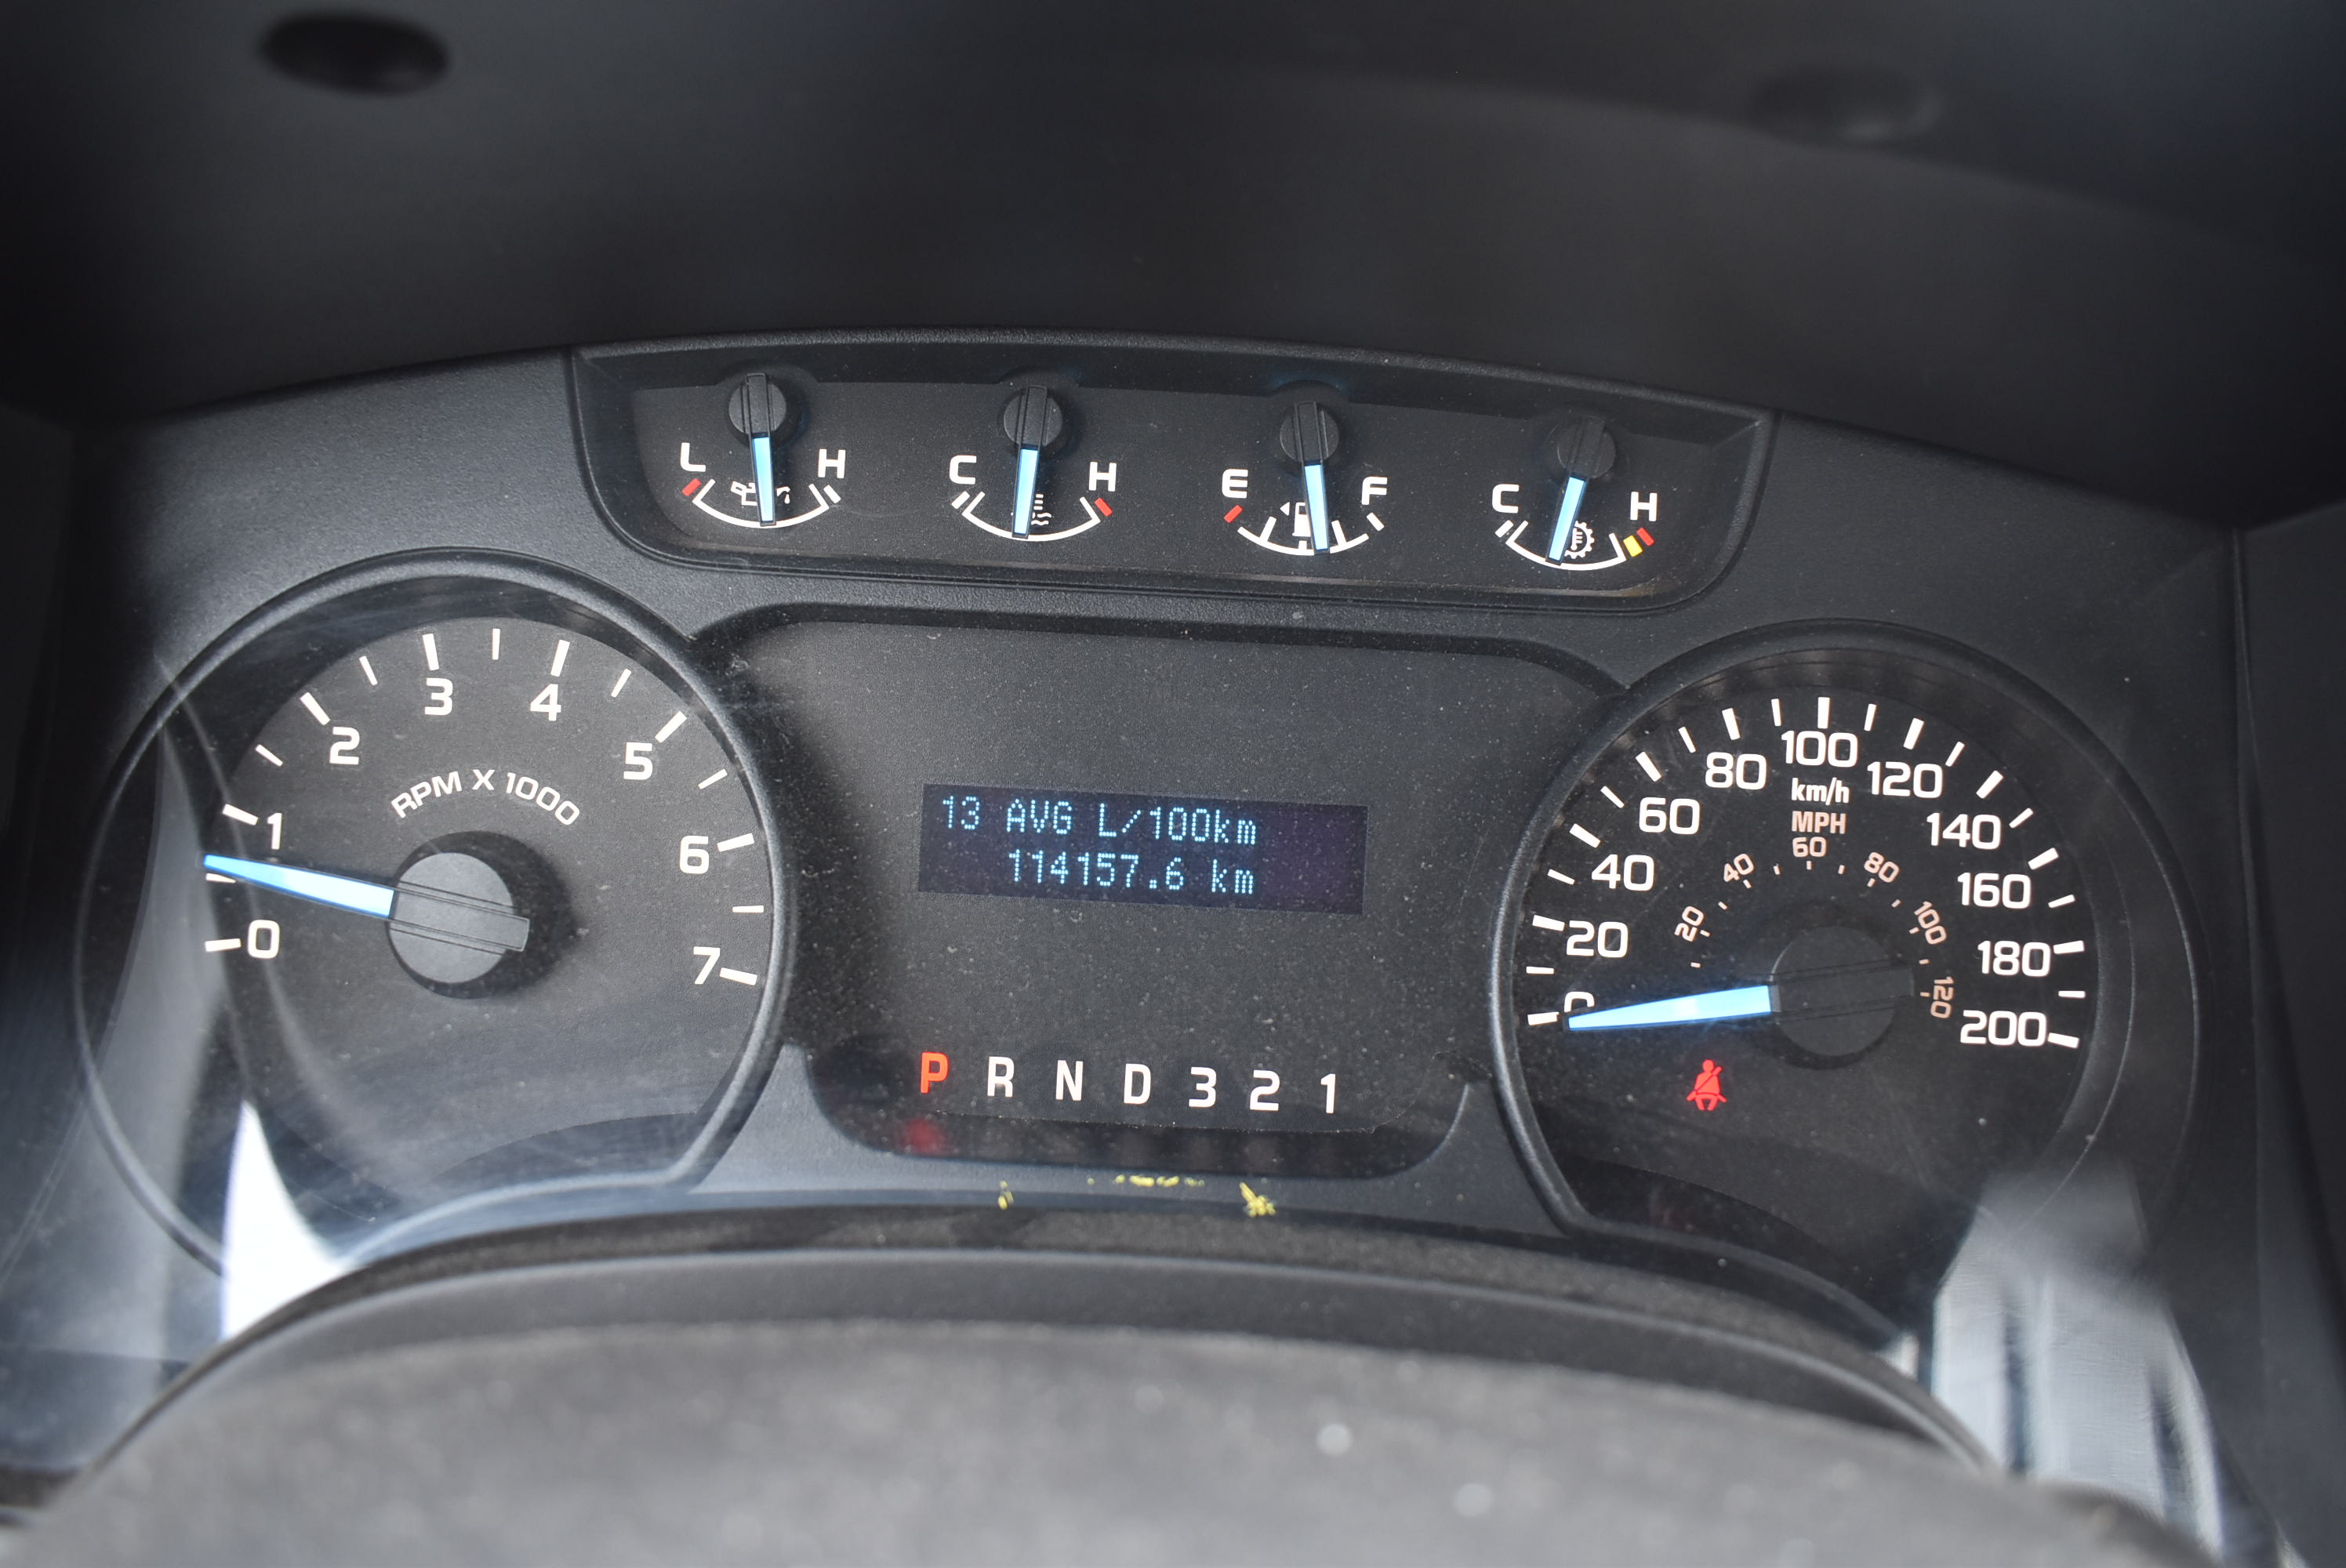 L H
C H
E F
C H
0 1 2 3 4 5 6 7
RPM X 1000
13 AVG L/100km
114157.6 km
P R N D 3 2 1
0 20 40 60 80 100 120 140 160 180 200
km/h
MPH
20 40 60 80 100 120